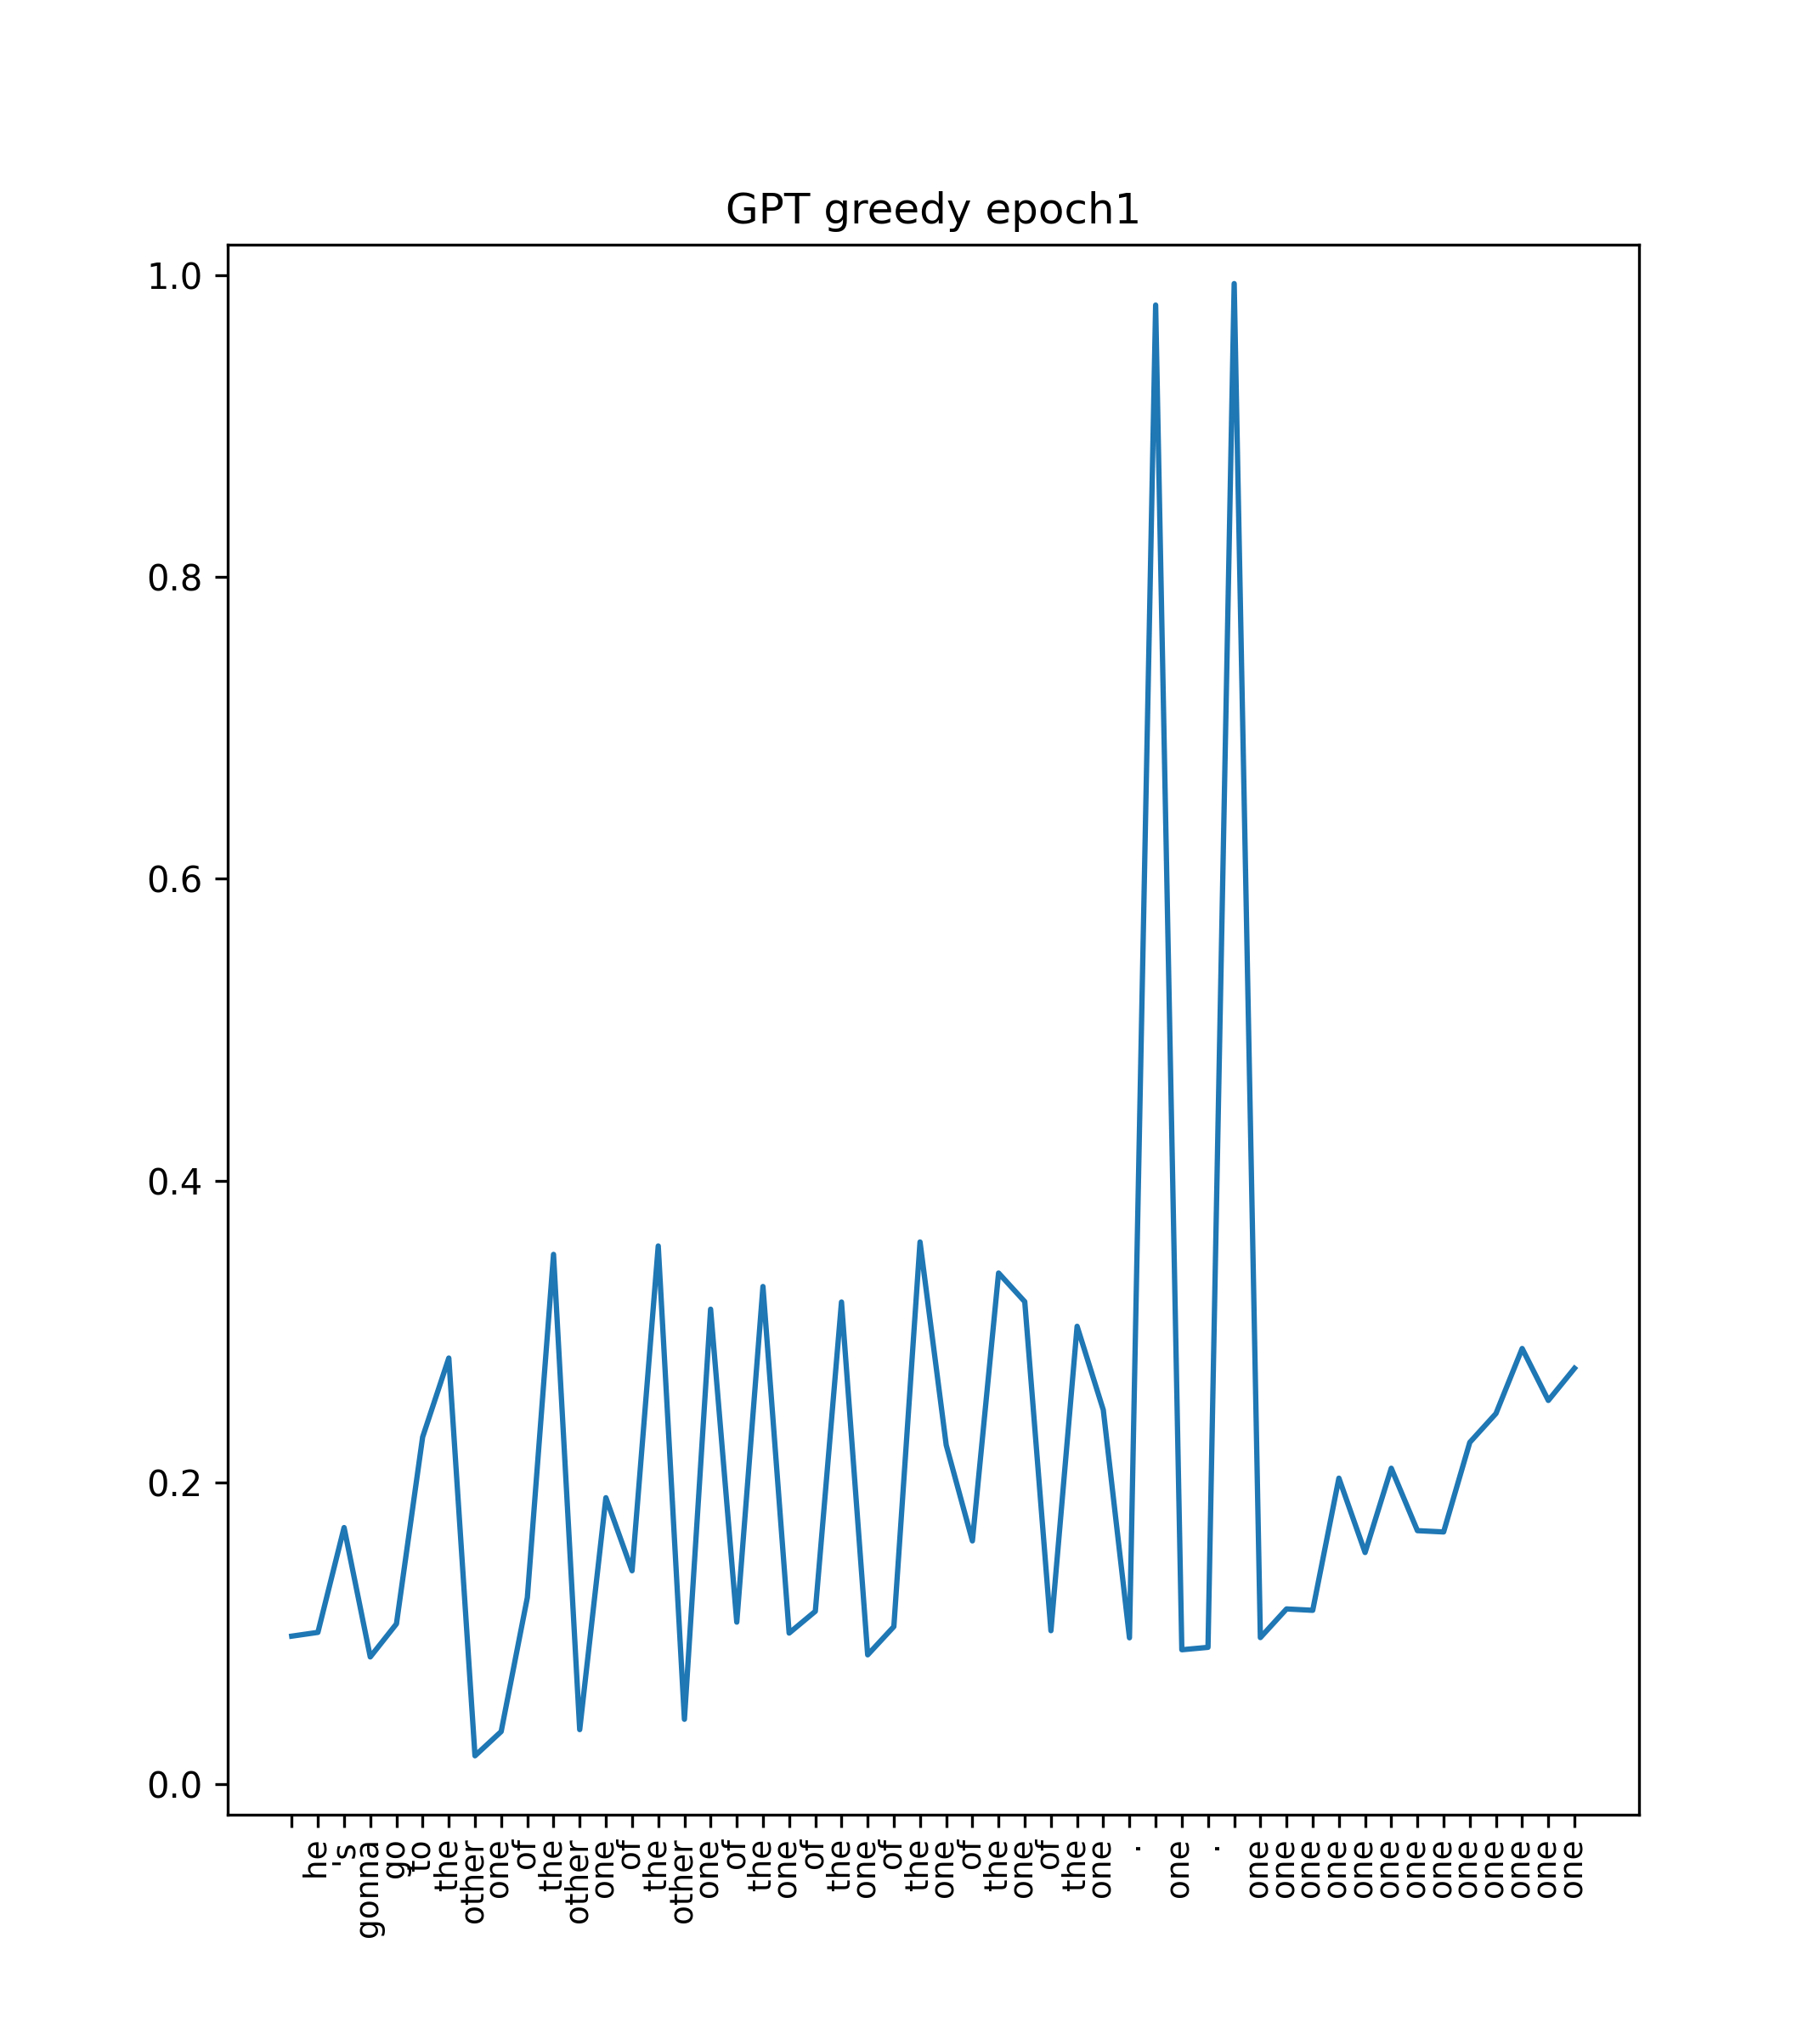 GPT greedy epoch1
1.0
0.8
0.6
0.4
0.2
0.0
he
's
gonna
go
to
the
other
one
of
the
other
one
of
the
other
one
of
the
one
of
the
one
of
the
one
of
the
one
of
the
one
.
one
.
one
one
one
one
one
one
one
one
one
one
one
one
one